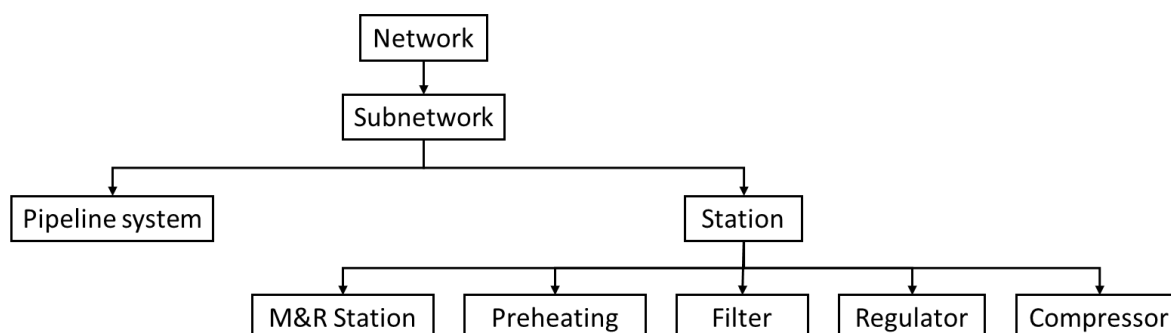 Network
Subnetwork
Pipeline system
Station
M&R Station
Preheating
Filter
Regulator
Compressor